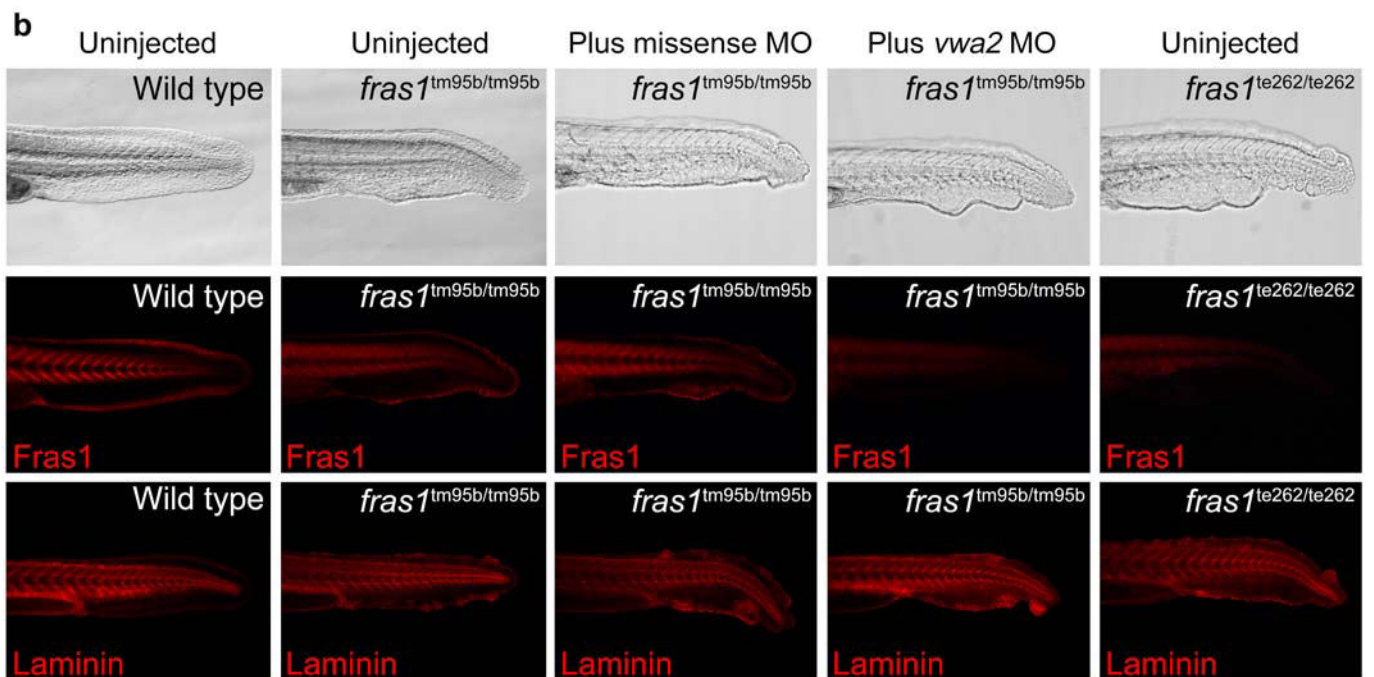 b
Uninjected Uninjected Plus missense MO Plus vwa2 MO Uninjected
Wild type fras1tm95b/tm95b fras1tm95b/tm95b fras1tm95b/tm95b fras1te262/te262
Wild type fras1tm95b/tm95b fras1tm95b/tm95b fras1tm95b/tm95b fras1te262/te262
Fras1 Fras1 Fras1 Fras1 Fras1
Wild type fras1tm95b/tm95b fras1tm95b/tm95b fras1tm95b/tm95b fras1te262/te262
Laminin Laminin Laminin Laminin Laminin